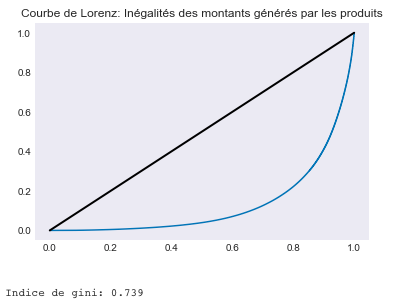 Courbe de Lorenz: Inégalités des montants générés par les produits
1.0
0.8
0.6
0.4
0.2
0.0
0.0 0.2 0.4 0.6 0.8 1.0
Indice de gini: 0.739